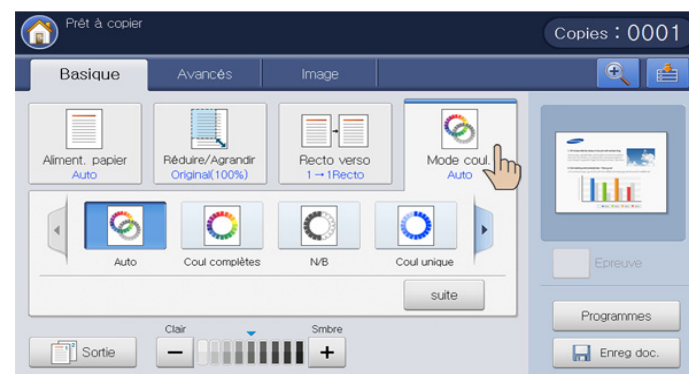 Prêt à copier
Copies : 0001
Basique
Avancés
Image
Aliment. papier
Auto
Réduire/Agrandir
Original(100%)
Recto verso
1→1Recto
Mode coul.
Auto
Auto
Coul complètes
N/B
Coul unique
suite
Epreuve
Clair
Smbre
Sortie
Programmes
Enreg doc.